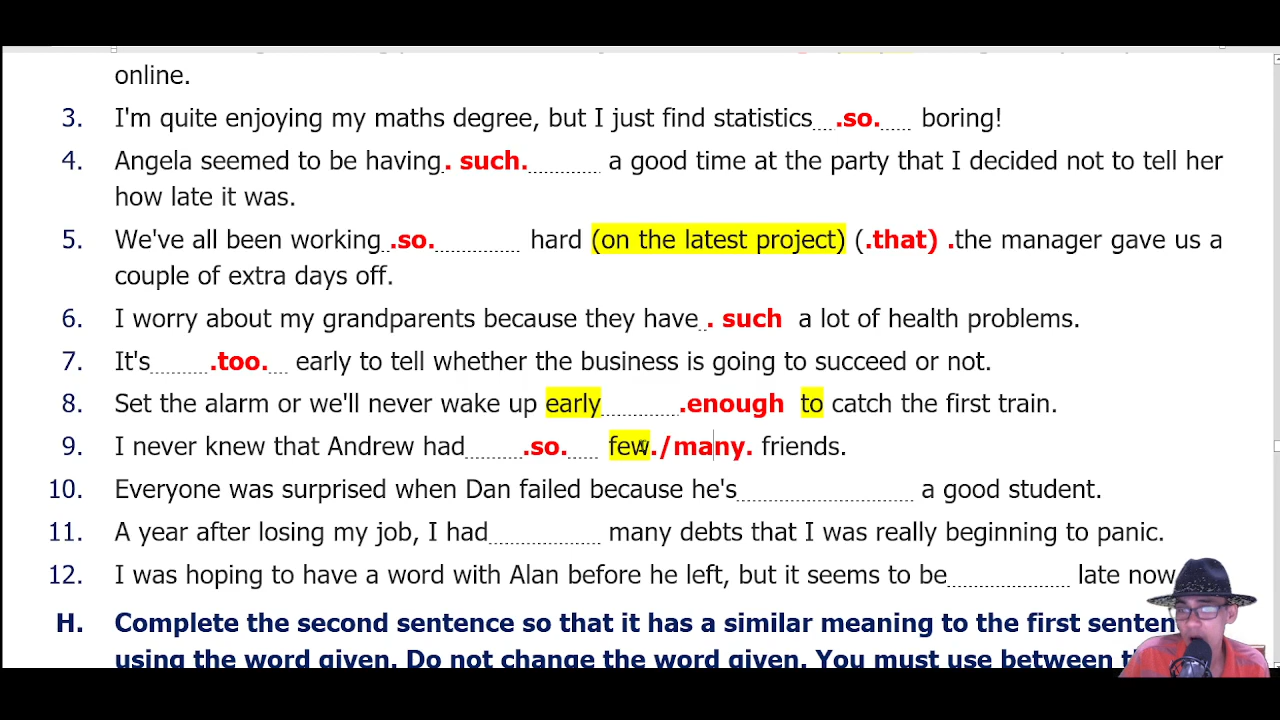 online.
3. I'm quite enjoying my maths degree, but I just find statistics .so. boring!
4. Angela seemed to be having. such. a good time at the party that I decided not to tell her
how late it was.
5. We've all been working .so. hard (on the latest project) (.that) .the manager gave us a
couple of extra days off.
6. I worry about my grandparents because they have . such a lot of health problems.
7. It's .too. early to tell whether the business is going to succeed or not.
8. Set the alarm or we'll never wake up early .enough to catch the first train.
9. I never knew that Andrew had .so. few./many. friends.
10. Everyone was surprised when Dan failed because he's a good student.
11. A year after losing my job, I had many debts that I was really beginning to panic.
12. I was hoping to have a word with Alan before he left, but it seems to be late now
H. Complete the second sentence so that it has a similar meaning to the first
using the word given. Do not change the word given. You must use between